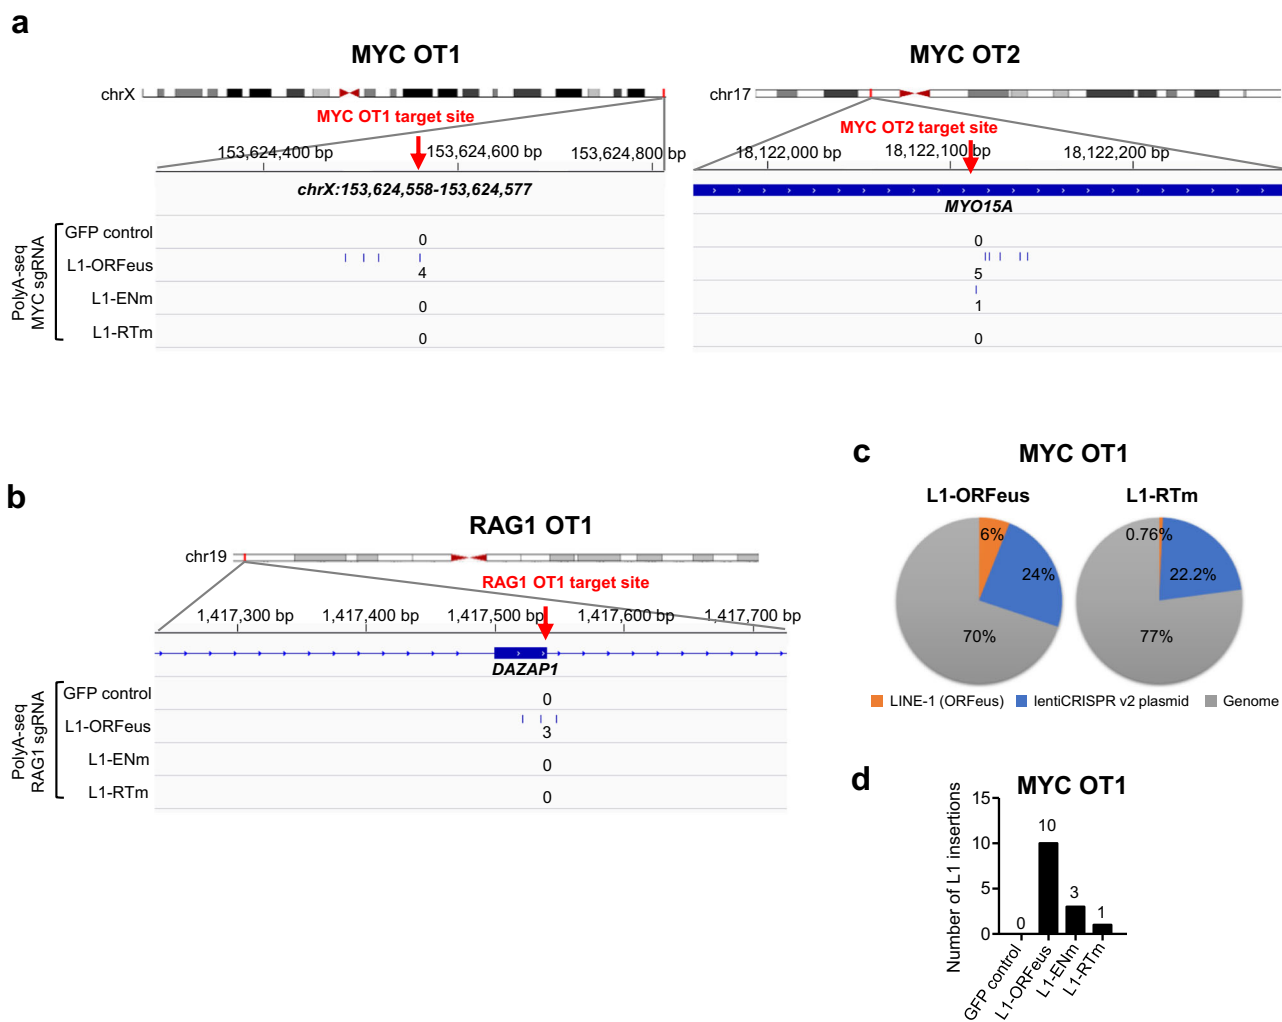 a
MYC OT1
chrX
MYC OT1 target site
153,624,400 bp
153,624,600 bp
153,624,800 bp
chrX:153,624,558-153,624,577
PolyA-seq
MYC sgRNA
GFP control
0
L1-ORFeus
4
L1-ENm
0
L1-RTm
0
MYC OT2
chr17
MYC OT2 target site
18,122,000 bp
18,122,100 bp
18,122,200 bp
MYO15A
0
5
1
0
b
RAG1 OT1
chr19
RAG1 OT1 target site
1,417,300 bp
1,417,400 bp
1,417,500 bp
1,417,600 bp
1,417,700 bp
DAZAP1
PolyA-seq
RAG1 sgRNA
GFP control
0
L1-ORFeus
3
L1-ENm
0
L1-RTm
0
c
MYC OT1
L1-ORFeus
6%
24%
70%
L1-RTm
0.76%
22.2%
77%
LINE-1 (ORFeus)
lentiCRISPR v2 plasmid
Genome
d
MYC OT1
Number of L1 insertions
15
10
5
0
0
10
3
1
GFP control
L1-ORFeus
L1-ENm
L1-RTm